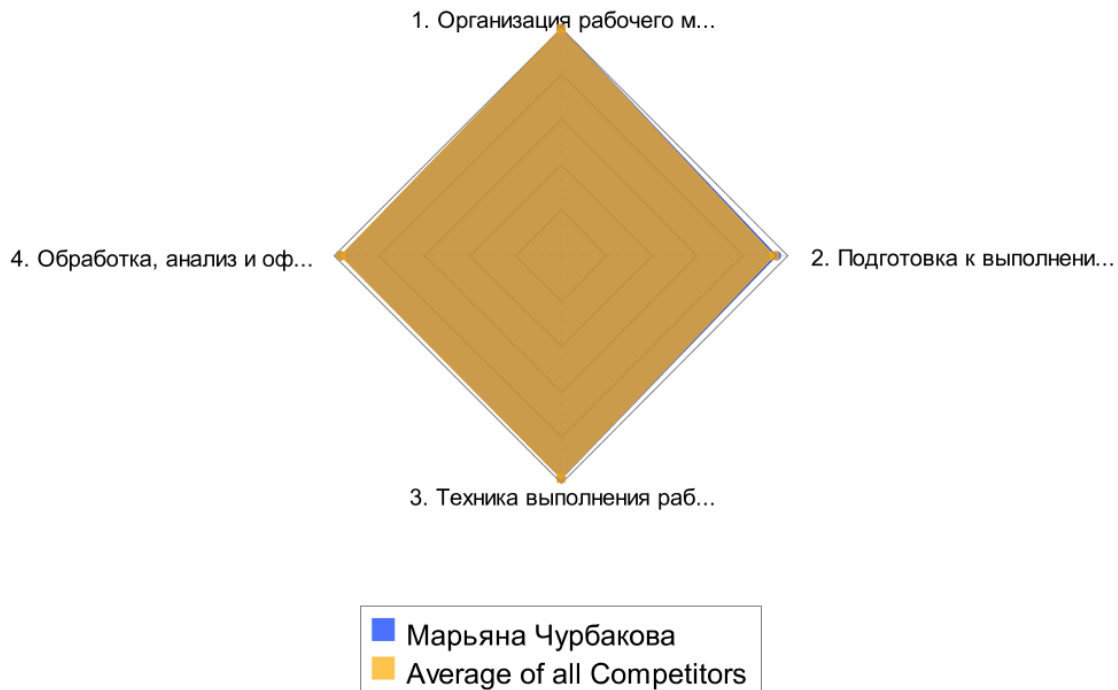 1. Организация рабочего м...
4. Обработка, анализ и оф...
2. Подготовка к выполнени...
3. Техника выполнения раб...
Марьяна Чурбакова
Average of all Competitors